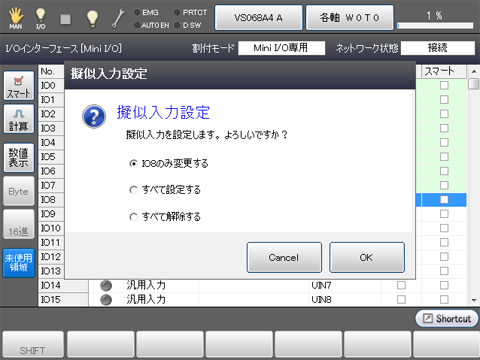 MAN
I/O
EMG
AUTO EN
PRTCT
D SW
VS068A4 A
各軸 W0T0
1 %
I/Oインターフェース [Mini I/O]
割付モード
Mini I/O専用
ネットワーク状態
接続
No.
スマート
擬似入力設定
擬似入力設定
擬似入力を設定します。よろしいですか？
IO8のみ変更する
すべて設定する
すべて解除する
Cancel
OK
スマート
計算
数値
表示
Byte
16進
未使用
領域
IO0
IO1
IO2
IO3
IO4
IO5
IO6
IO7
IO8
IO9
IO10
IO11
IO12
IO13
IO14 汎用入力 UIN7
IO15 汎用入力 UIN8
Shortcut
SHIFT